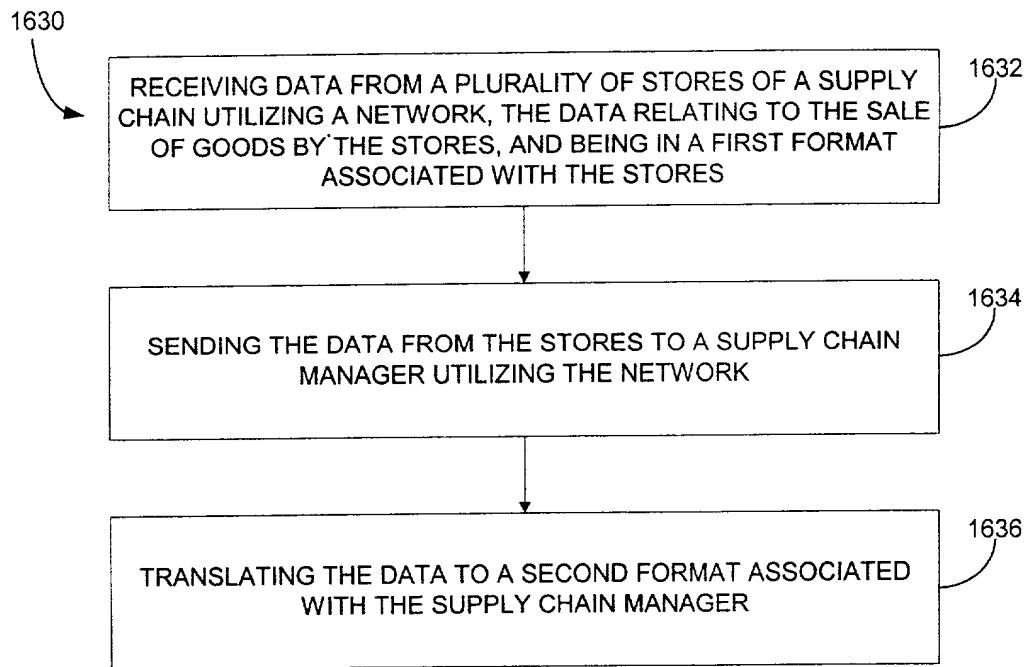 1630
RECEIVING DATA FROM A PLURALITY OF STORES OF A SUPPLY
CHAIN UTILIZING A NETWORK, THE DATA RELATING TO THE SALE
OF GOODS BY THE STORES, AND BEING IN A FIRST FORMAT
ASSOCIATED WITH THE STORES
1632
SENDING THE DATA FROM THE STORES TO A SUPPLY CHAIN
MANAGER UTILIZING THE NETWORK
1634
TRANSLATING THE DATA TO A SECOND FORMAT ASSOCIATED
WITH THE SUPPLY CHAIN MANAGER
1636